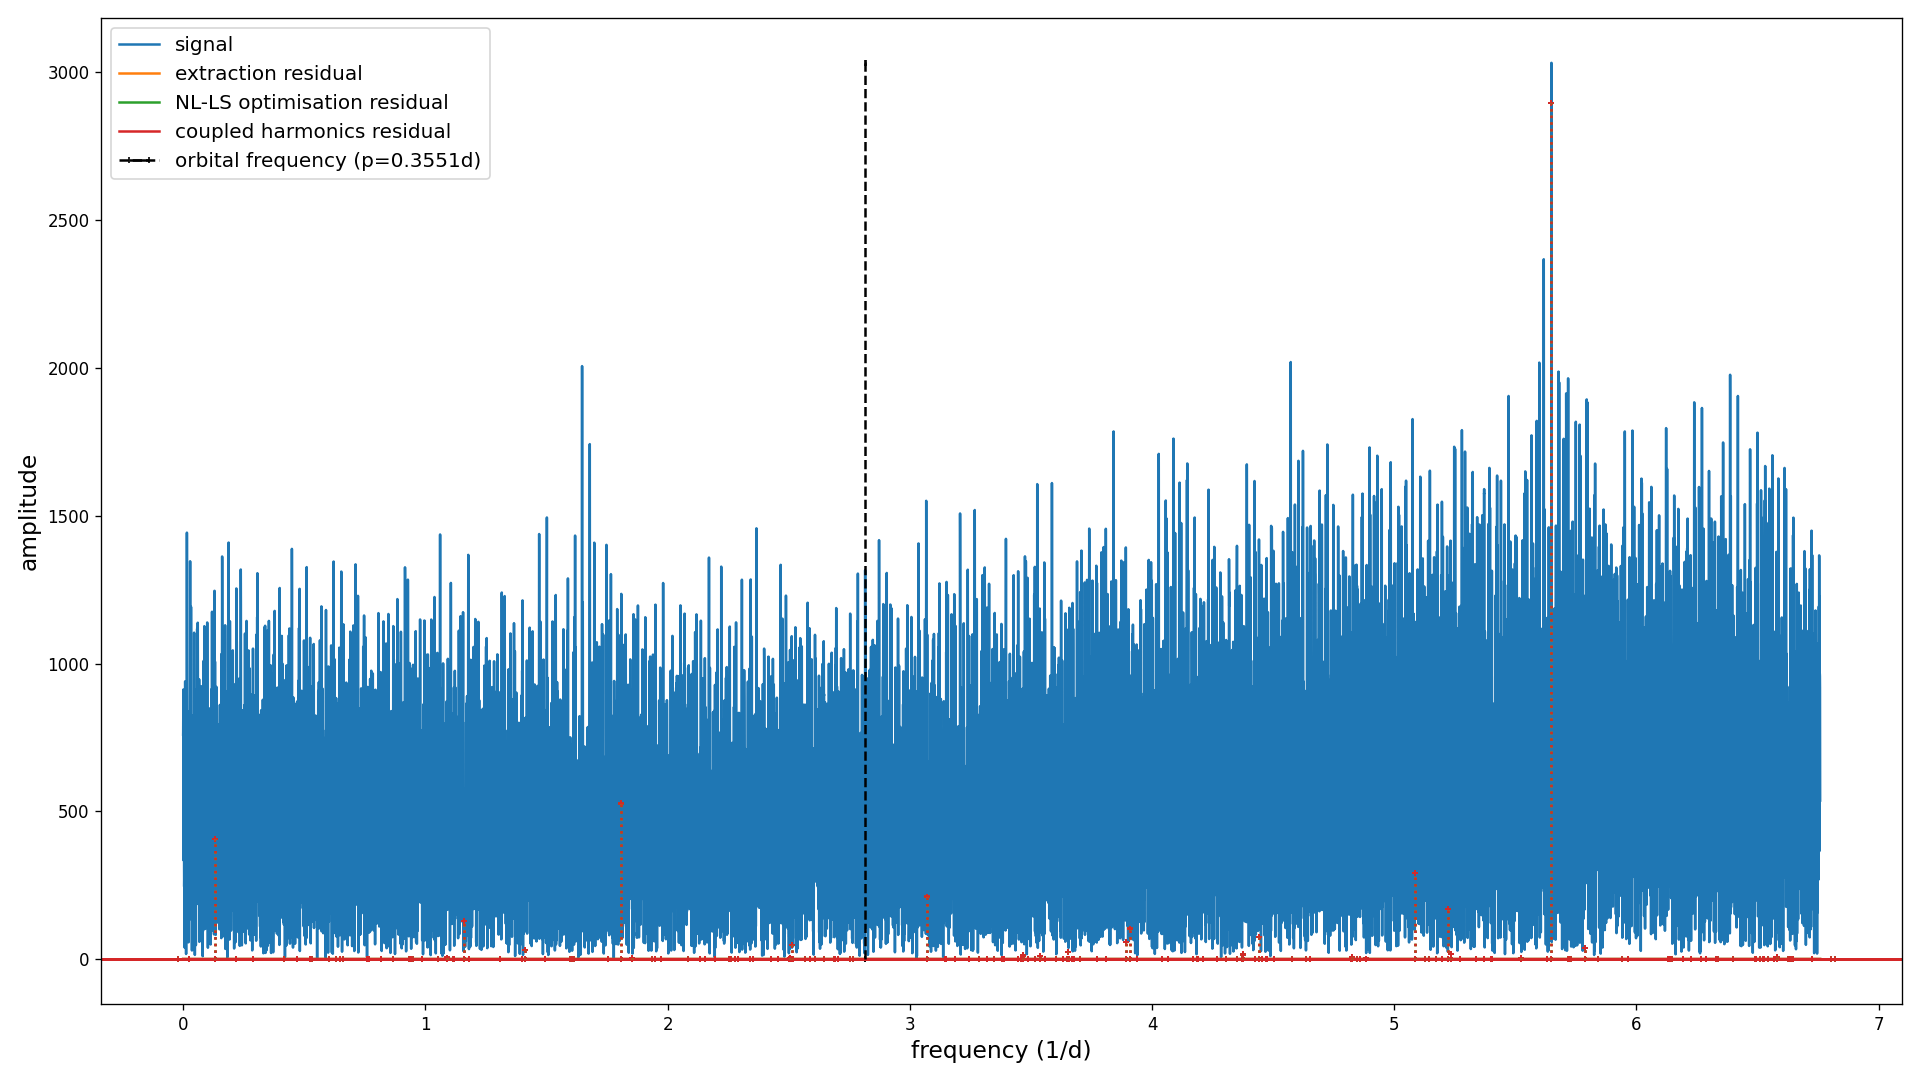 signal
extraction residual
NL-LS optimisation residual
coupled harmonics residual
orbital frequency (p=0.3551d)
amplitude
3000
2500
2000
1500
1000
500
0
0 1 2 3 4 5 6 7
frequency (1/d)